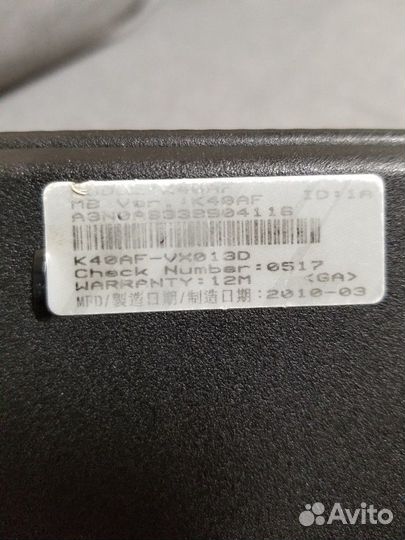 MB Ver.:K40AF ID:1A
A3N0AS332S04116
K40AF-VX013D
Check Number:0517
WARRANTY:12M <GA>
MFD/製造日期/制造日期:2010-03
Avito